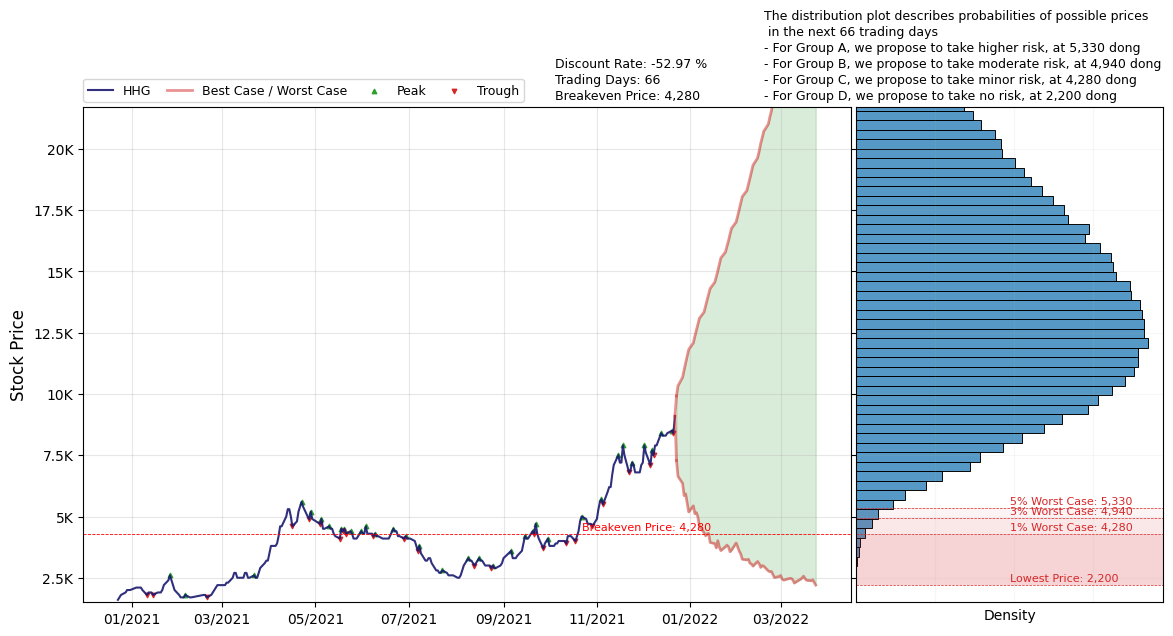 The distribution plot describes probabilities of possible prices
in the next 66 trading days
- For Group A, we propose to take higher risk, at 5,330 dong
- For Group B, we propose to take moderate risk, at 4,940 dong
- For Group C, we propose to take minor risk, at 4,280 dong
- For Group D, we propose to take no risk, at 2,200 dong
Discount Rate: -52.97 %
Trading Days: 66
Breakeven Price: 4,280
HHG Best Case / Worst Case Peak Trough
Stock Price
20K
17.5K
15K
12.5K
10K
7.5K
5K
2.5K
Breakeven Price: 4,280
5% Worst Case: 5,330
3% Worst Case: 4,940
1% Worst Case: 4,280
Lowest Price: 2,200
01/2021 03/2021 05/2021 07/2021 09/2021 11/2021 01/2022 03/2022
Density